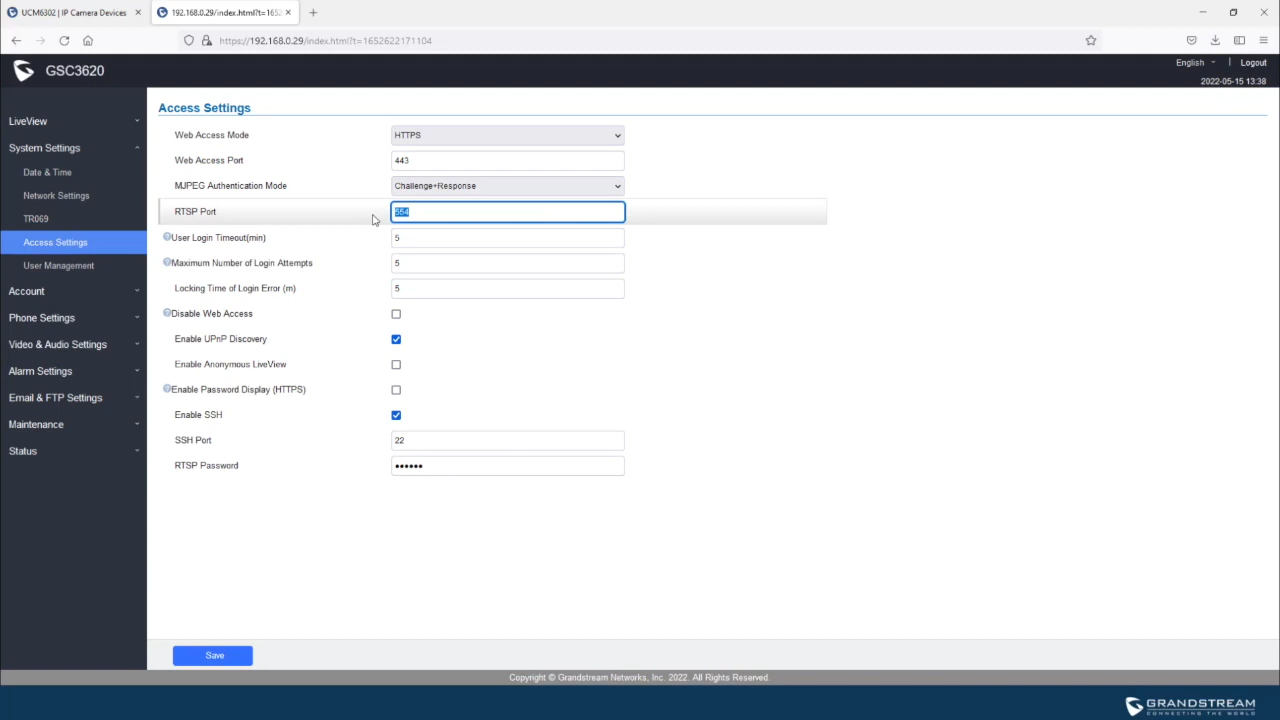 UCM6302 | IP Camera Devices
192.168.0.29/index.html?t=1652
https://192.168.0.29/index.html?t=1652622171104
GSC3620
English
Logout
2022-05-15 13:38
LiveView
System Settings
Date & Time
Network Settings
TR069
Access Settings
User Management
Account
Phone Settings
Video & Audio Settings
Alarm Settings
Email & FTP Settings
Maintenance
Status
Access Settings
Web Access Mode HTTPS
Web Access Port 443
MJPEG Authentication Mode Challenge+Response
RTSP Port 554
User Login Timeout(min) 5
Maximum Number of Login Attempts 5
Locking Time of Login Error (m) 5
Disable Web Access
Enable UPnP Discovery
Enable Anonymous LiveView
Enable Password Display (HTTPS)
Enable SSH
SSH Port 22
RTSP Password ••••••
Save
Copyright © Grandstream Networks, Inc. 2022. All Rights Reserved.
GRANDSTREAM
CONNECTING THE WORLD